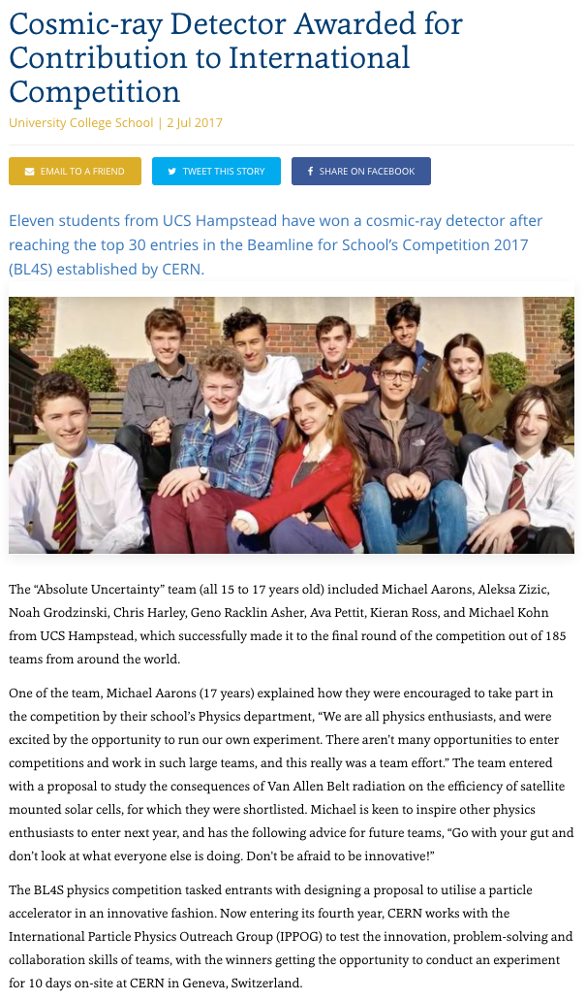 Cosmic-ray Detector Awarded for
Contribution to International
Competition
University College School | 2 Jul 2017
EMAIL TO A FRIEND
TWEET THIS STORY
SHARE ON FACEBOOK
Eleven students from UCS Hampstead have won a cosmic-ray detector after
reaching the top 30 entries in the Beamline for School’s Competition 2017
(BL4S) established by CERN.
The “Absolute Uncertainty” team (all 15 to 17 years old) included Michael Aarons, Aleksa Zizic,
Noah Grodzinski, Chris Harley, Geno Racklin Asher, Ava Pettit, Kieran Ross, and Michael Kohn
from UCS Hampstead, which successfully made it to the final round of the competition out of 185
teams from around the world.
One of the team, Michael Aarons (17 years) explained how they were encouraged to take part in
the competition by their school’s Physics department, “We are all physics enthusiasts, and were
excited by the opportunity to run our own experiment. There aren’t many opportunities to enter
competitions and work in such large teams, and this really was a team effort.” The team entered
with a proposal to study the consequences of Van Allen Belt radiation on the efficiency of satellite
mounted solar cells, for which they were shortlisted. Michael is keen to inspire other physics
enthusiasts to enter next year, and has the following advice for future teams, “Go with your gut and
don’t look at what everyone else is doing. Don't be afraid to be innovative!”
The BL4S physics competition tasked entrants with designing a proposal to utilise a particle
accelerator in an innovative fashion. Now entering its fourth year, CERN works with the
International Particle Physics Outreach Group (IPPOG) to test the innovation, problem-solving and
collaboration skills of teams, with the winners getting the opportunity to conduct an experiment
for 10 days on-site at CERN in Geneva, Switzerland.